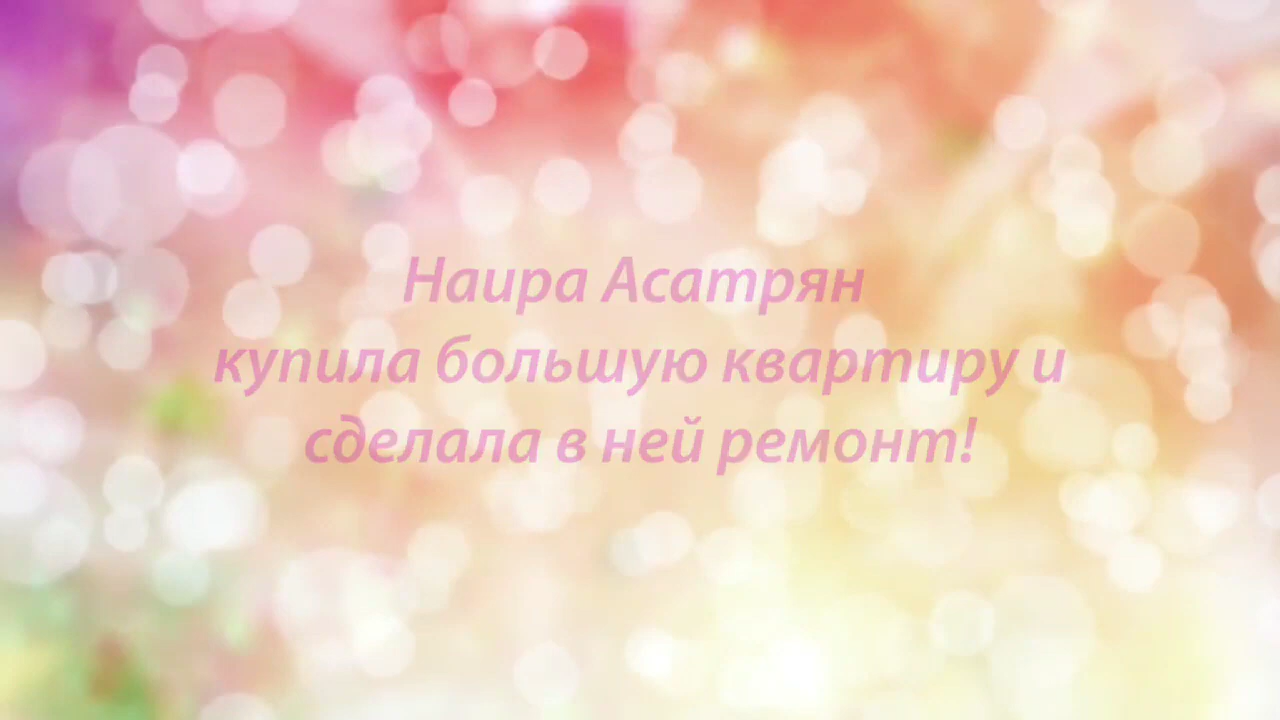 Наира Асатрян
купила большую квартиру и
сделала в ней ремонт!